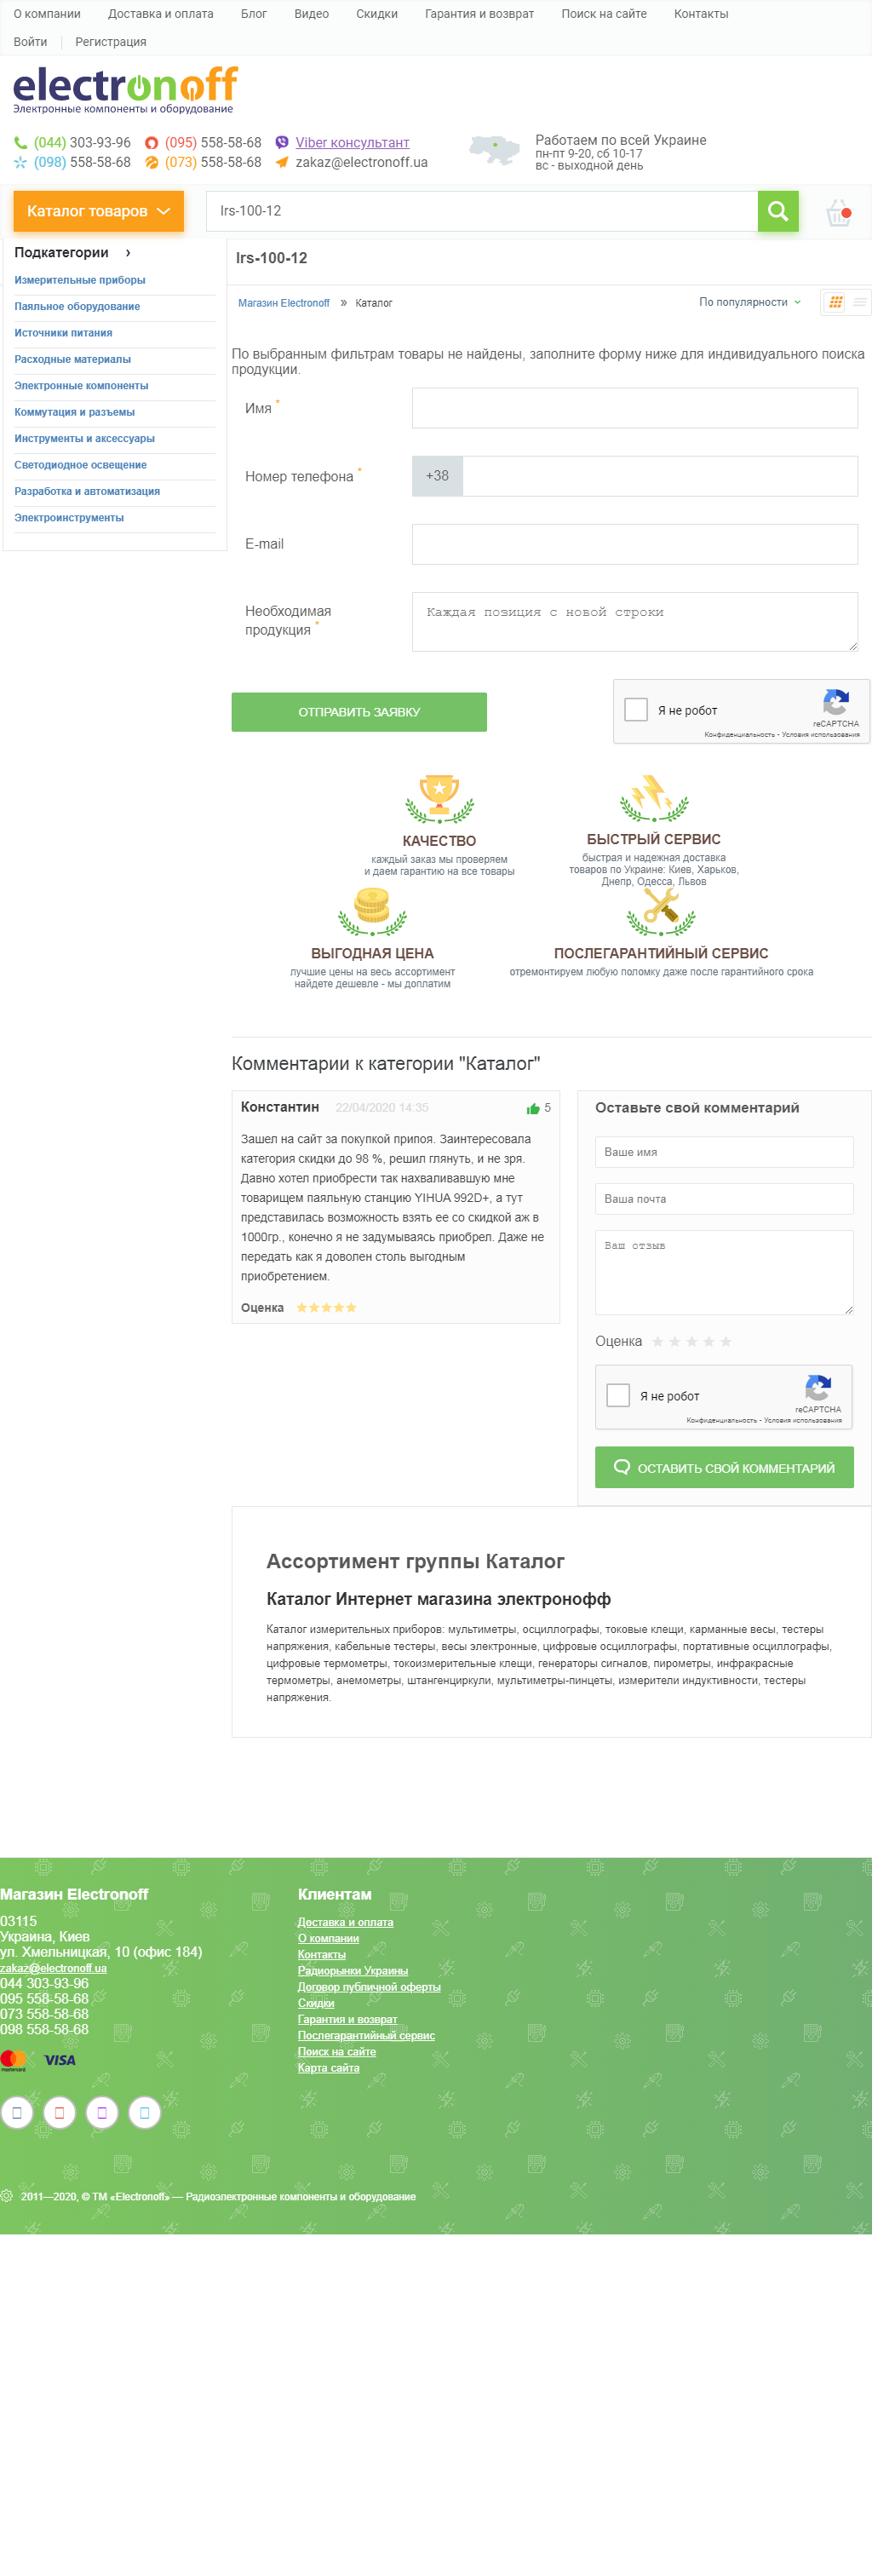 О компании Доставка и оплата Блог Видео Скидки Гарантия и возврат Поиск на сайте Контакты
Войти Регистрация
electronoff
Электронные компоненты и оборудование
(044) 303-93-96 (095) 558-58-68 Viber консультант
(098) 558-58-68 (073) 558-58-68 zakaz@electronoff.ua
Работаем по всей Украине
пн-пт 9-20, сб 10-17
вс - выходной день
Каталог товаров Irs-100-12
Подкатегории ›
Измерительные приборы
Паяльное оборудование
Источники питания
Расходные материалы
Электронные компоненты
Коммутация и разъемы
Инструменты и аксессуары
Светодиодное освещение
Разработка и автоматизация
Электроинструменты
Irs-100-12
Магазин Electronoff » Каталог По популярности
По выбранным фильтрам товары не найдены, заполните форму ниже для индивидуального поиска
продукции.
Имя *
Номер телефона * +38
E-mail
Необходимая
продукция *
Каждая позиция с новой строки
ОТПРАВИТЬ ЗАЯВКУ
Я не робот
reCAPTCHA
Конфиденциальность - Условия использования
КАЧЕСТВО
каждый заказ мы проверяем
и даем гарантию на все товары
БЫСТРЫЙ СЕРВИС
быстрая и надежная доставка
товаров по Украине: Киев, Харьков,
Днепр, Одесса, Львов
ВЫГОДНАЯ ЦЕНА
лучшие цены на весь ассортимент
найдете дешевле - мы доплатим
ПОСЛЕГАРАНТИЙНЫЙ СЕРВИС
отремонтируем любую поломку даже после гарантийного срока
Комментарии к категории "Каталог"
Константин 22/04/2020 14:35 5
Зашел на сайт за покупкой припоя. Заинтересовала
категория скидки до 98 %, решил глянуть, и не зря.
Давно хотел приобрести так нахваливавшую мне
товарищем паяльную станцию YIHUA 992D+, а тут
представилась возможность взять ее со скидкой аж в
1000гр., конечно я не задумываясь приобрел. Даже не
передать как я доволен столь выгодным
приобретением.
Оценка
Оставьте свой комментарий
Ваше имя
Ваша почта
Ваш отзыв
Оценка
Я не робот
reCAPTCHA
Конфиденциальность - Условия использования
ОСТАВИТЬ СВОЙ КОММЕНТАРИЙ
Ассортимент группы Каталог
Каталог Интернет магазина электронофф
Каталог измерительных приборов: мультиметры, осциллографы, токовые клещи, карманные весы, тестеры
напряжения, кабельные тестеры, весы электронные, цифровые осциллографы, портативные осциллографы,
цифровые термометры, токоизмерительные клещи, генераторы сигналов, пирометры, инфракрасные
термометры, анемометры, штангенциркули, мультиметры-пинцеты, измерители индуктивности, тестеры
напряжения.
Магазин Electronoff
03115
Украина, Киев
ул. Хмельницкая, 10 (офис 184)
zakaz@electronoff.ua
044 303-93-96
095 558-58-68
073 558-58-68
098 558-58-68
mastercard VISA
Клиентам
Доставка и оплата
О компании
Контакты
Радиорынки Украины
Договор публичной оферты
Скидки
Гарантия и возврат
Послегарантийный сервис
Поиск на сайте
Карта сайта
2011—2020, © ТМ «Electronoff» — Радиоэлектронные компоненты и оборудование